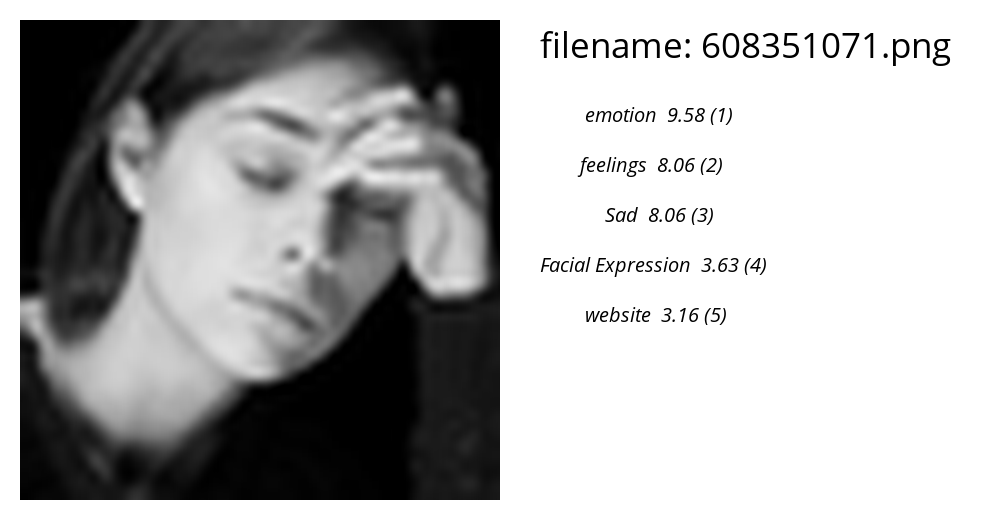 filename: 608351071.png
emotion 9.58 (1)
feelings 8.06 (2)
Sad 8.06 (3)
Facial Expression 3.63 (4)
website 3.16 (5)